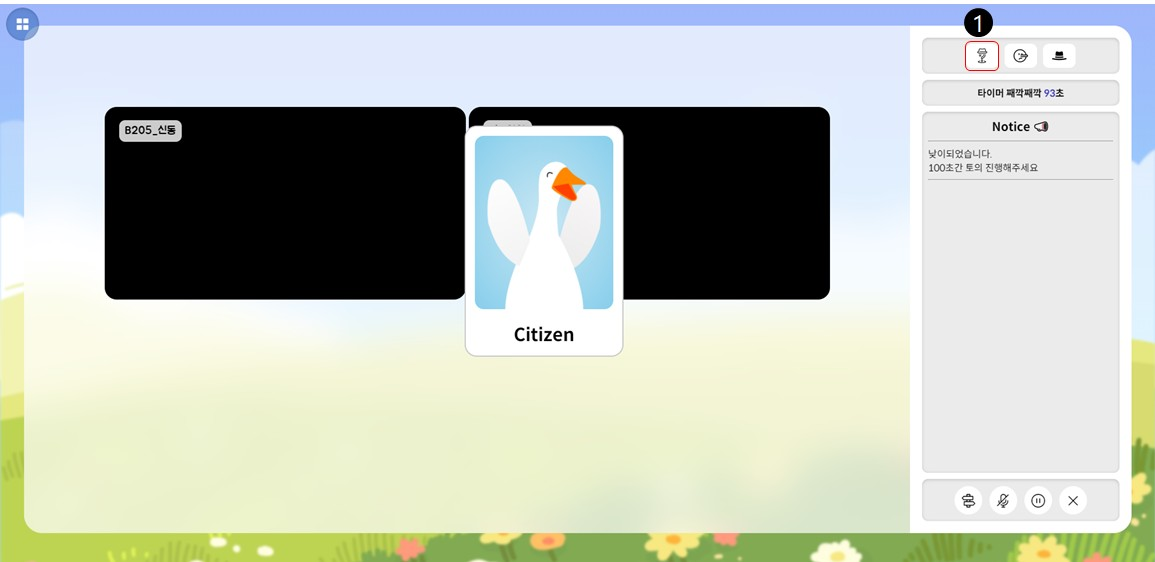 1
B205_신동
타이머 째깍째깍 93초
Notice
낮이되었습니다.
100초간 토의 진행해주세요
Citizen